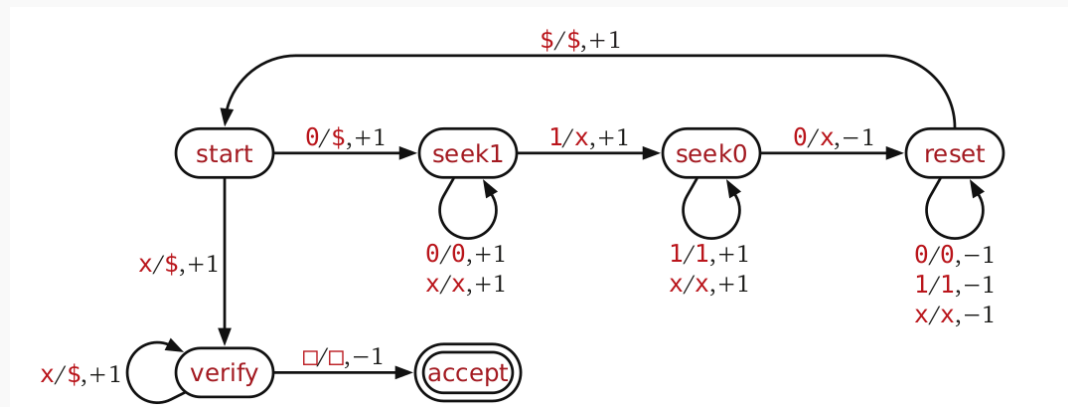 $/$,+1
0/$,+1
1/x,+1
0/x,−1
start
seek1
seek0
reset
x/$,+1
0/0,+1
x/x,+1
1/1,+1
x/x,+1
0/0,−1
1/1,−1
x/x,−1
x/$,+1
verify
□/□,−1
accept